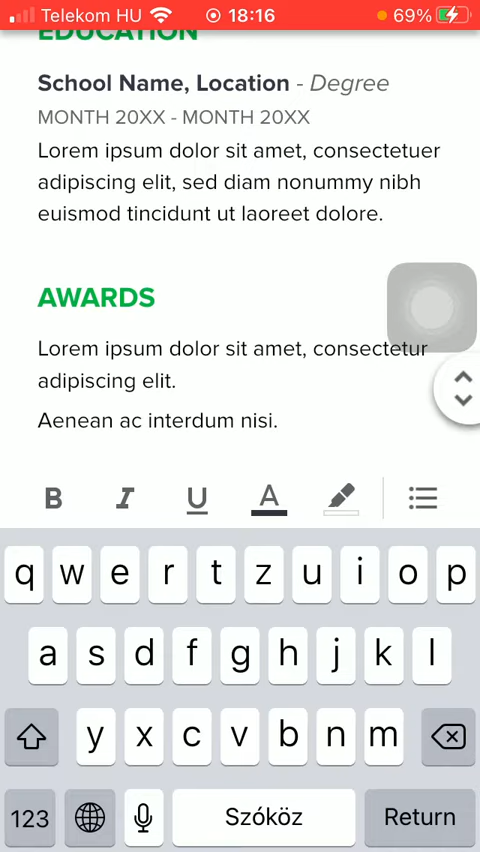 Telekom HU 18:16 69%
EDUCATION
School Name, Location - Degree
MONTH 20XX - MONTH 20XX
Lorem ipsum dolor sit amet, consectetuer
adipiscing elit, sed diam nonummy nibh
euismod tincidunt ut laoreet dolore.
AWARDS
Lorem ipsum dolor sit amet, consectetur
adipiscing elit.
Aenean ac interdum nisi.
B I U A
q w e r t z u i o p
a s d f g h j k l
y x c v b n m
123 Szóköz Return